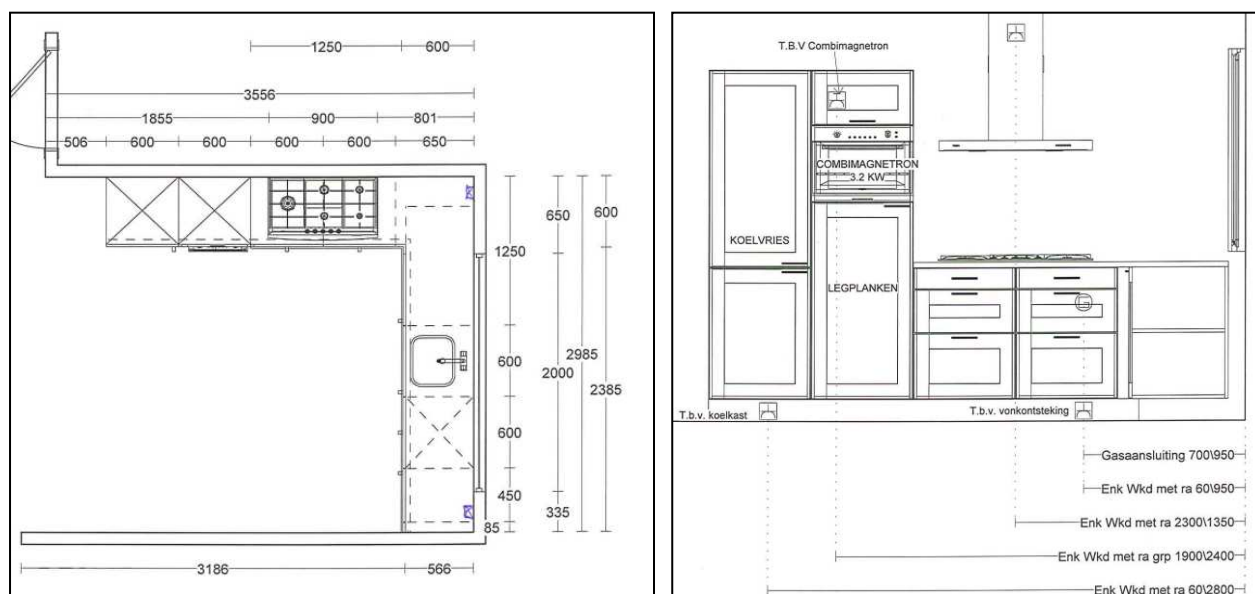 1250 600
3556
1855 900 801
506 600 600 600 600 650
650 600
1250
600 2985
2000 2385
600
450
335
85
3186 566
T.B.V Combimagnetron
COMBIMAGNETRON
3.2 KW
KOELVRIES
LEGPLANKEN
G
T.b.v. koelkast T.b.v. vonkontsteking
Gasaansluiting 700\950
Enk Wkd met ra 60\950
Enk Wkd met ra 2300\1350
Enk Wkd met ra grp 1900\2400
Enk Wkd met ra 60\2800